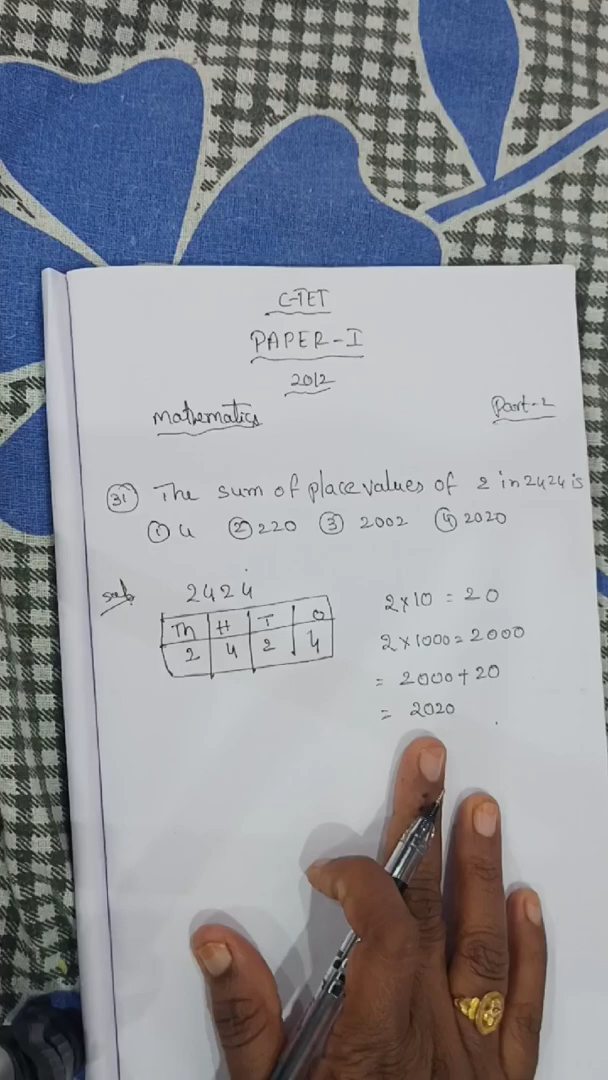 C-TET
PAPER-I
2012
Mathematics
Part-2
31 The sum of place values of 2 in 2424 is
① 4 ② 220 ③ 2002 ④ 2020
Sol.
2424
Th H T O
2 4 2 4
2×10 = 20
2×1000=2000
= 2000+20
= 2020